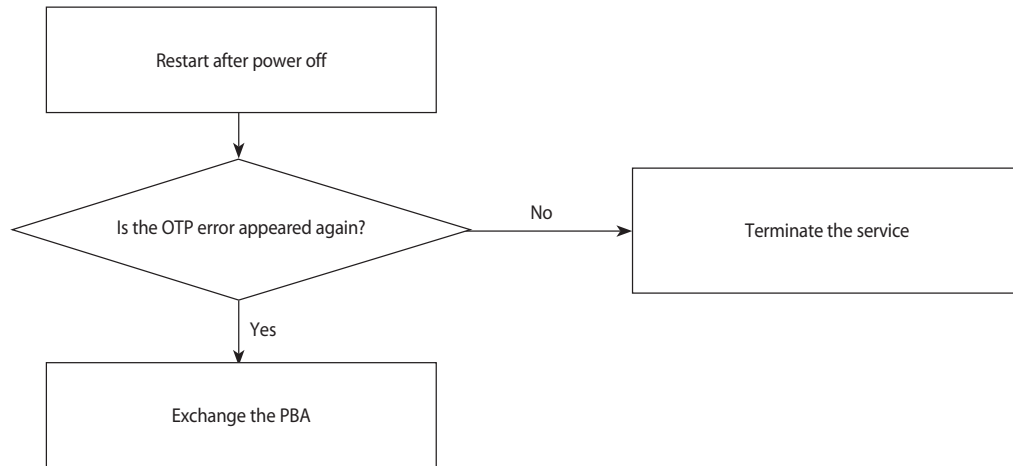 Restart after power off
Is the OTP error appeared again?
No
Terminate the service
Yes
Exchange the PBA